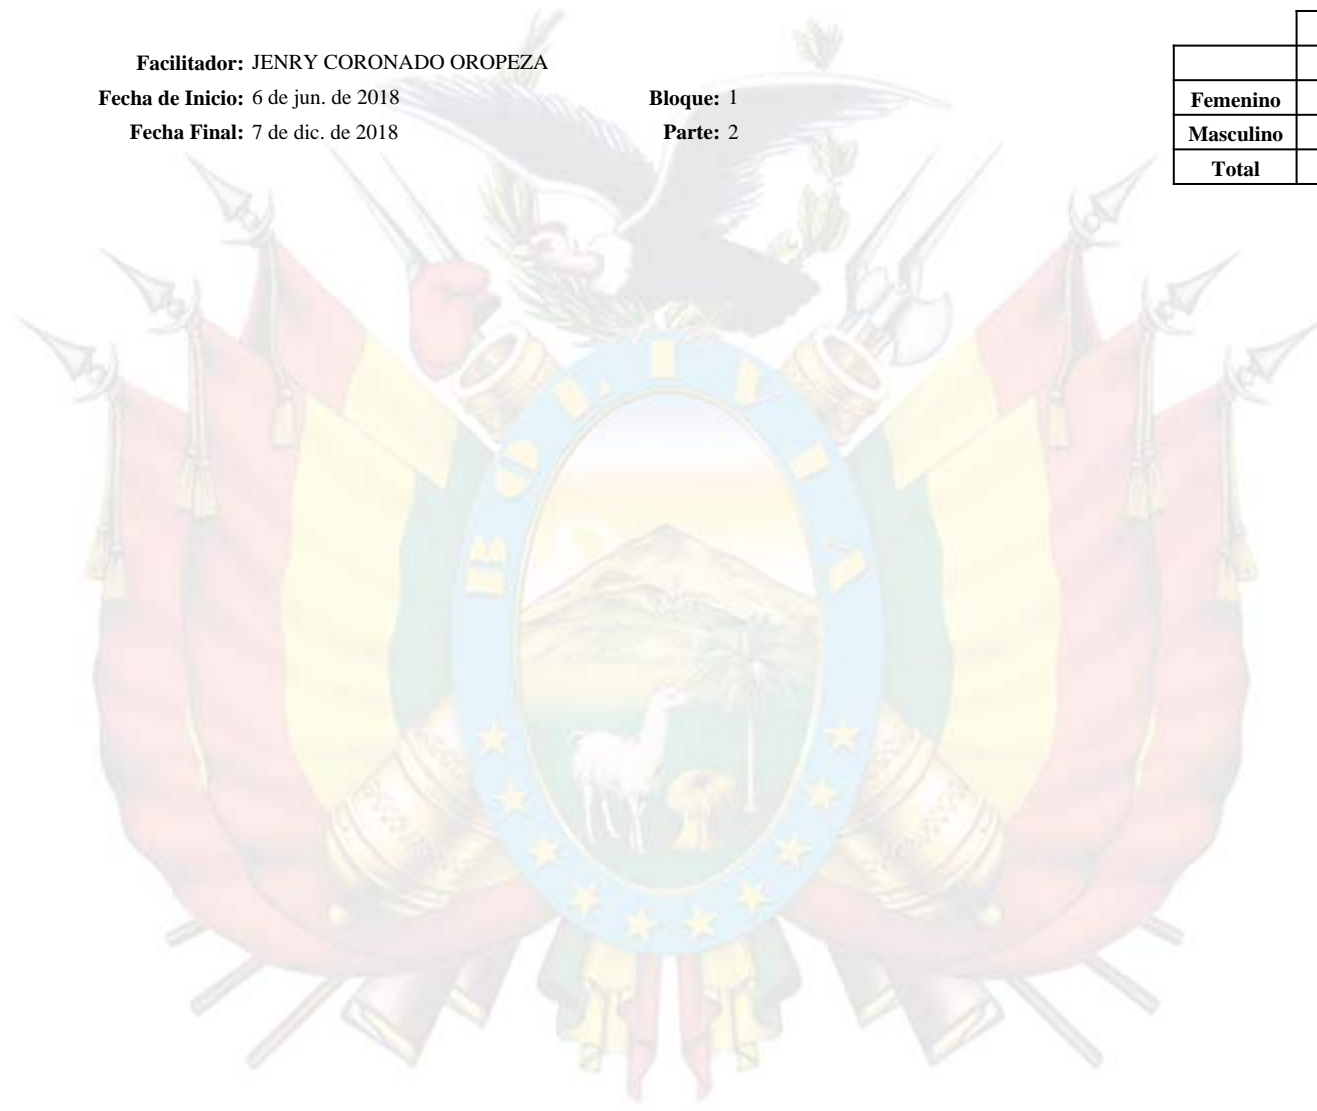 Facilitador: JENRY CORONADO OROPEZA
Fecha de Inicio: 6 de jun. de 2018 Bloque: 1
Fecha Final: 7 de dic. de 2018 Parte: 2
Femenino
Masculino
Total
BOLIVIA